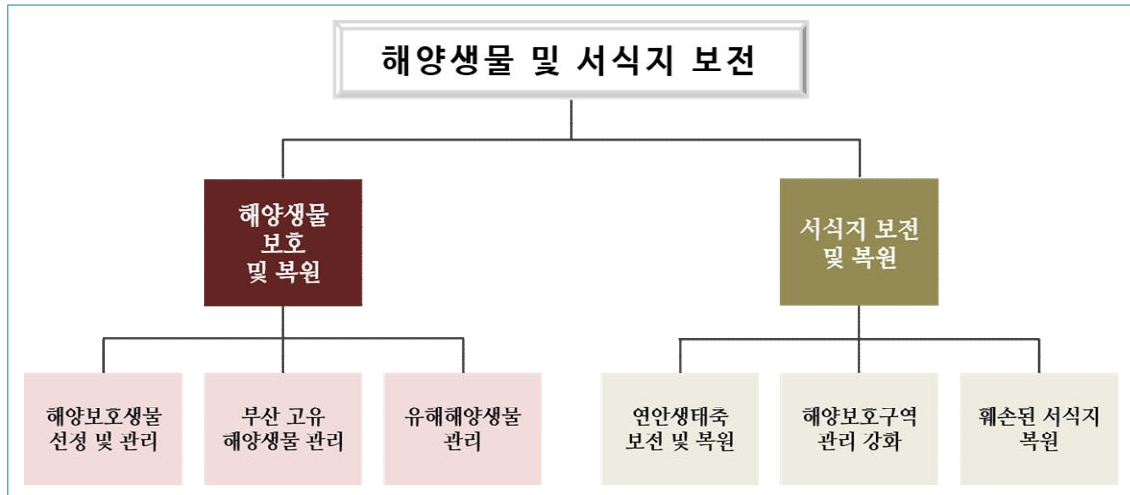 해양생물 및 서식지 보전
해양생물
보호
및 복원
서식지 보전
및 복원
해양보호생물
선정 및 관리
부산 고유
해양생물 관리
유해해양생물
관리
연안생태축
보전 및 복원
해양보호구역
관리 강화
훼손된 서식지
복원